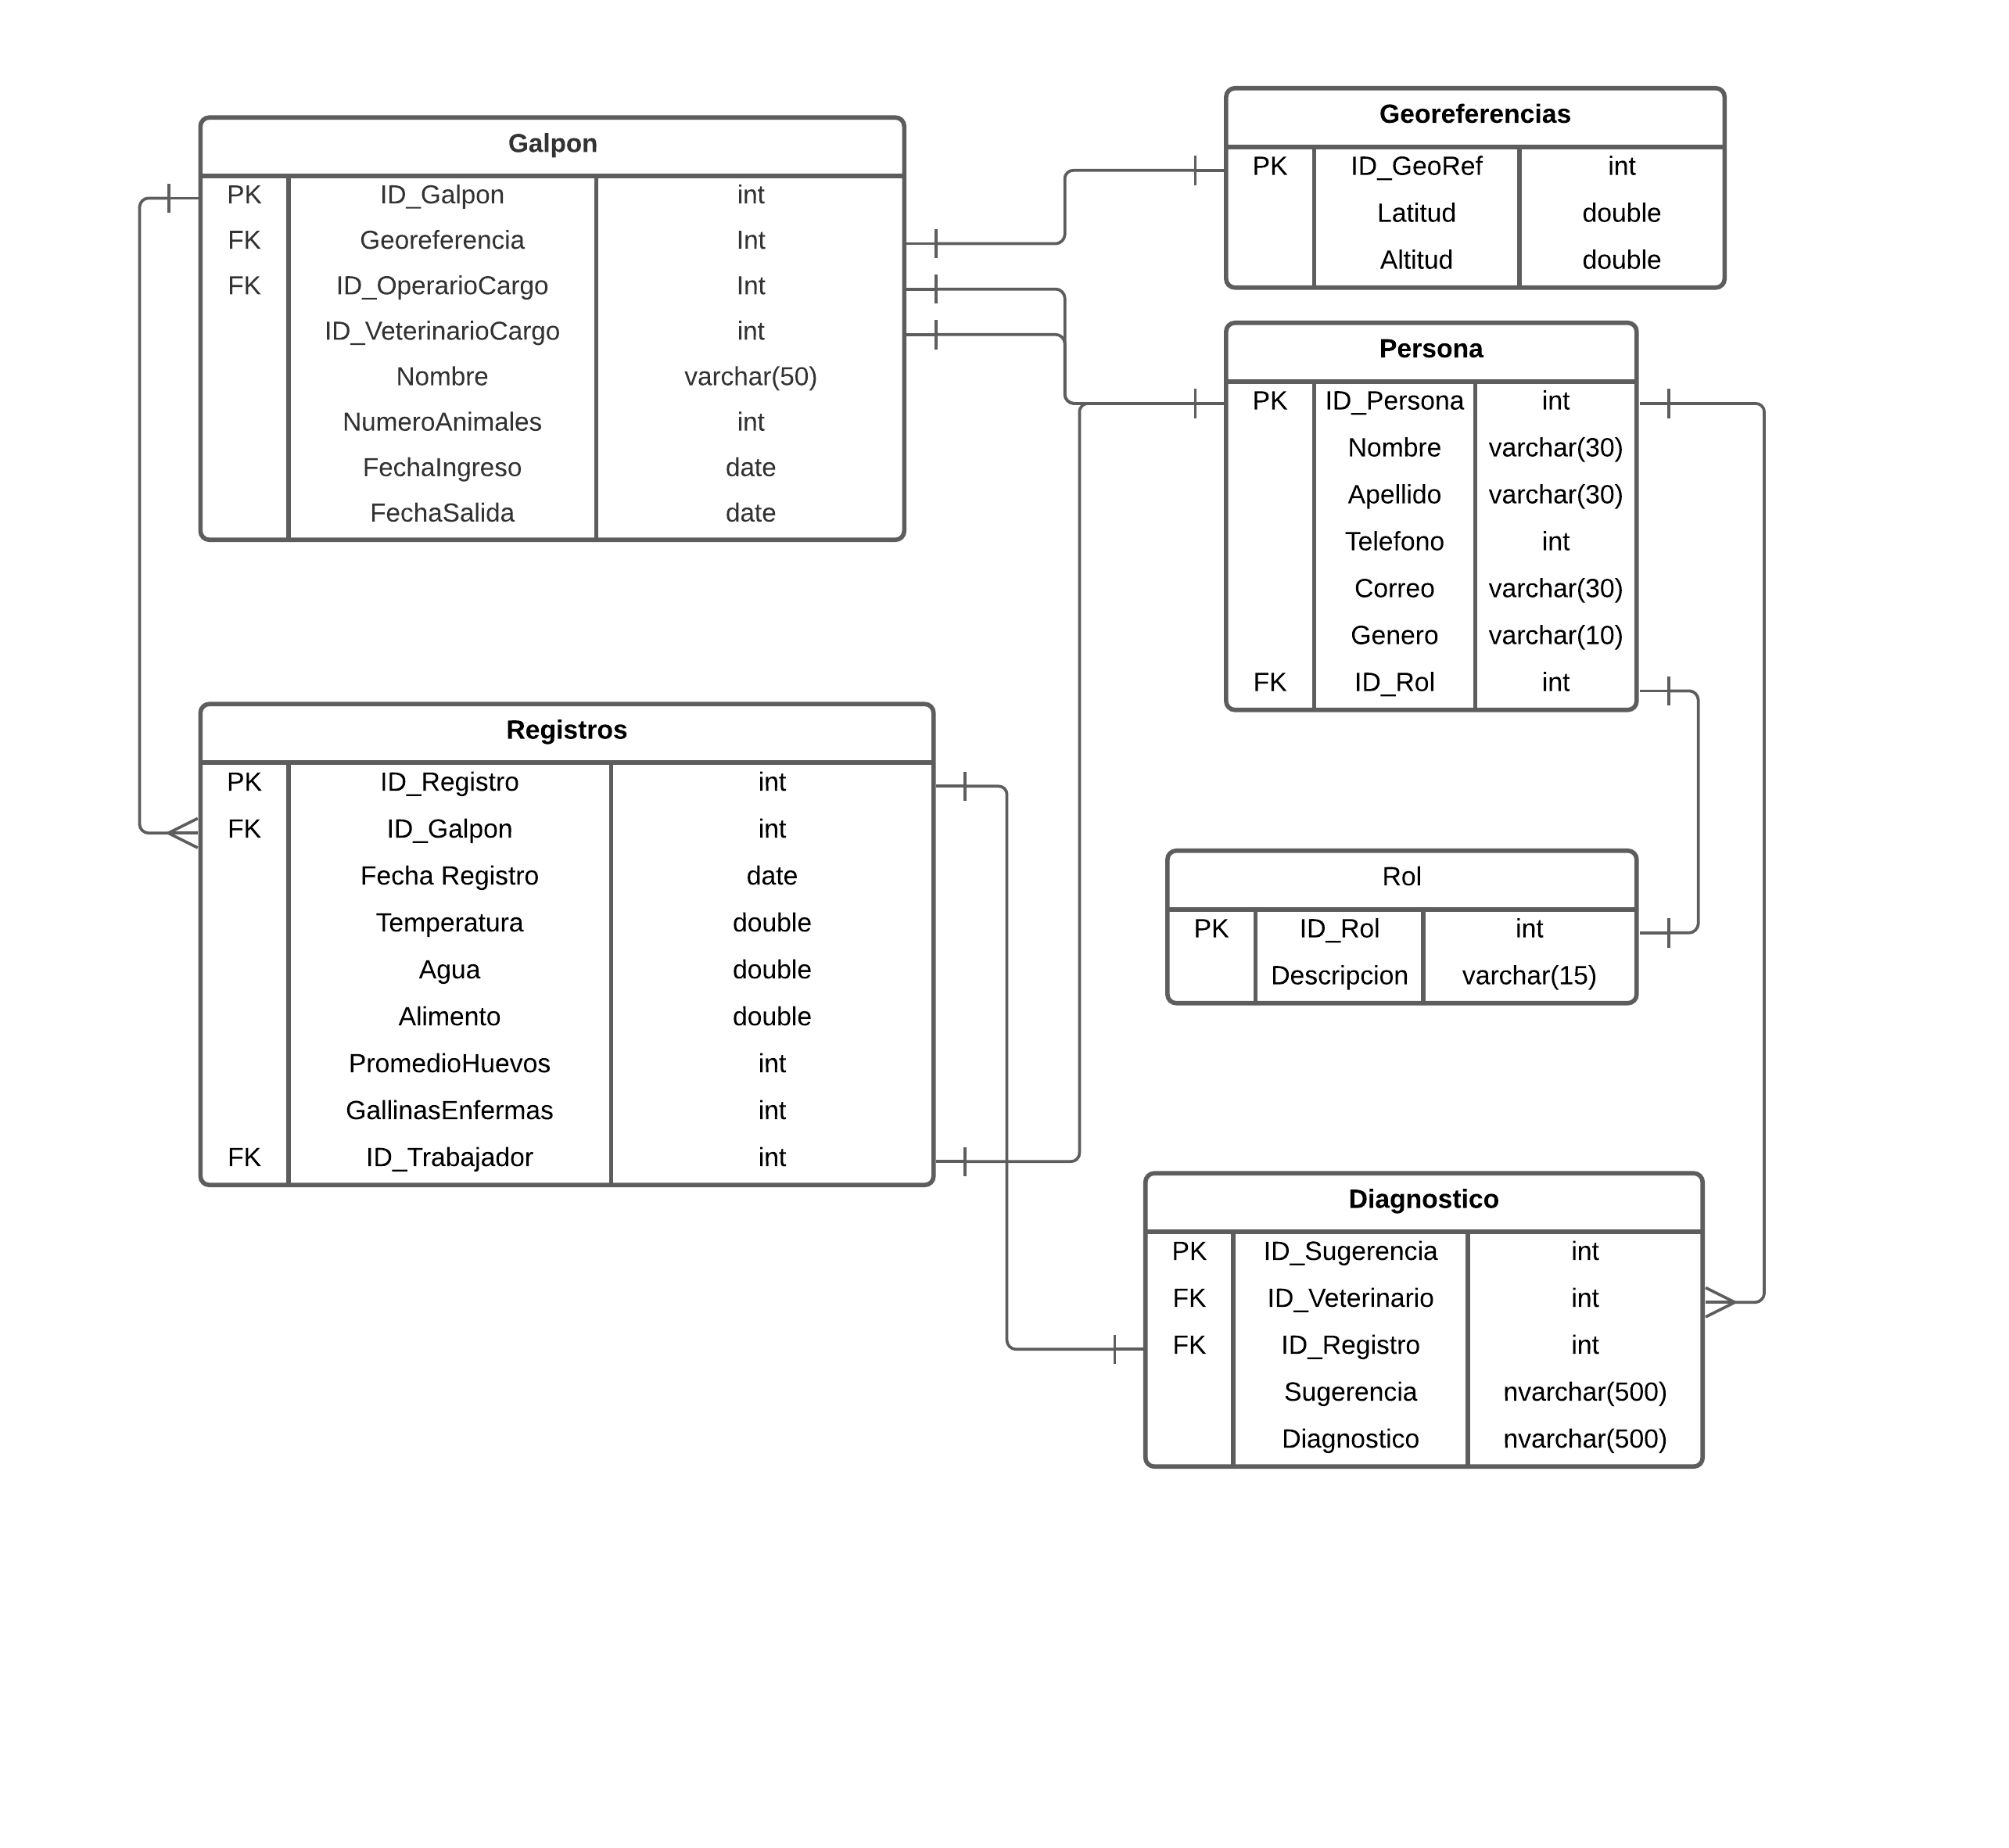 Galpon
PK ID_Galpon int
FK Georeferencia Int
FK ID_OperarioCargo Int
ID_VeterinarioCargo int
Nombre varchar(50)
NumeroAnimales int
FechaIngreso date
FechaSalida date
Georeferencias
PK ID_GeoRef int
Latitud double
Altitud double
Persona
PK ID_Persona int
Nombre varchar(30)
Apellido varchar(30)
Telefono int
Correo varchar(30)
Genero varchar(10)
FK ID_Rol int
Registros
PK ID_Registro int
FK ID_Galpon int
Fecha Registro date
Temperatura double
Agua double
Alimento double
PromedioHuevos int
GallinasEnfermas int
FK ID_Trabajador int
Rol
PK ID_Rol int
Descripcion varchar(15)
Diagnostico
PK ID_Sugerencia int
FK ID_Veterinario int
FK ID_Registro int
Sugerencia nvarchar(500)
Diagnostico nvarchar(500)